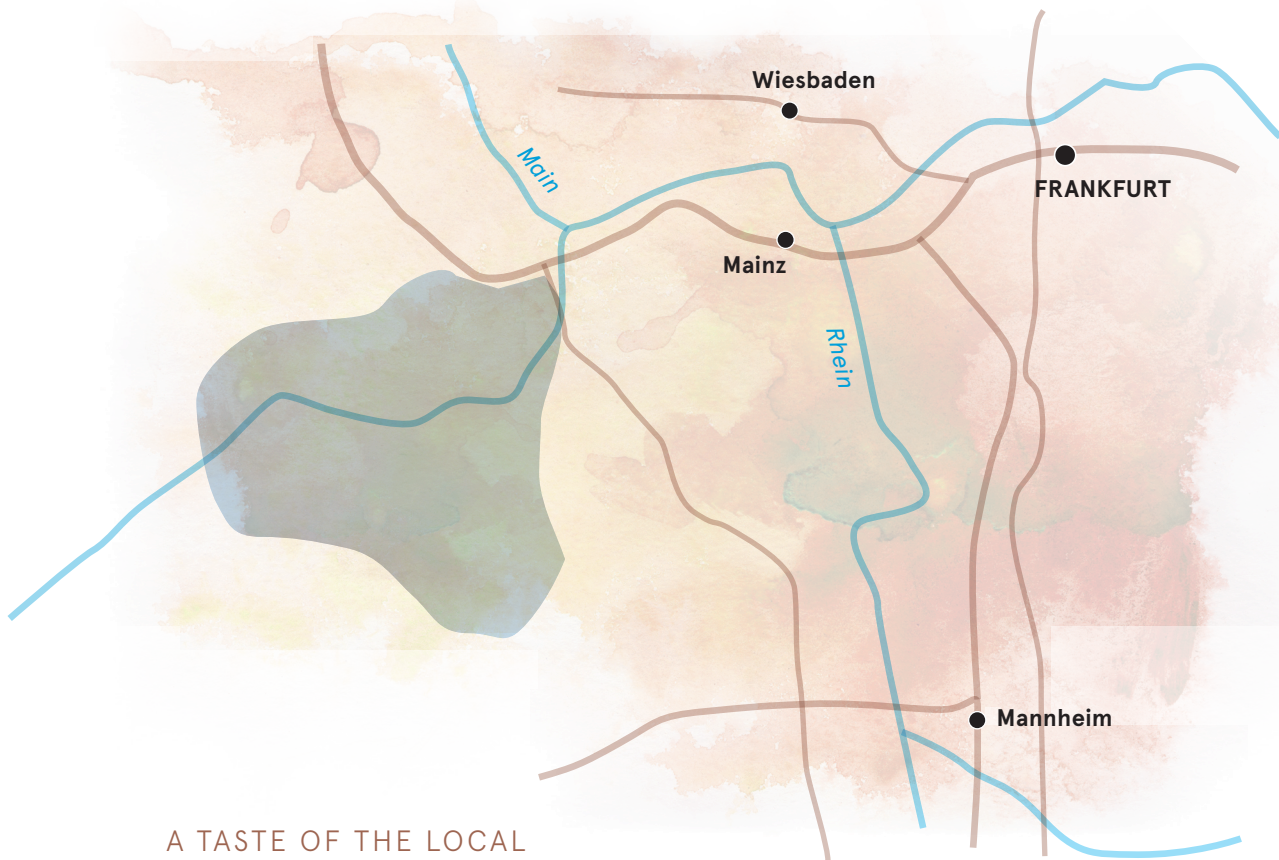 Wiesbaden
Main
FRANKFURT
Mainz
Rhein
Mannheim
A TASTE OF THE LOCAL